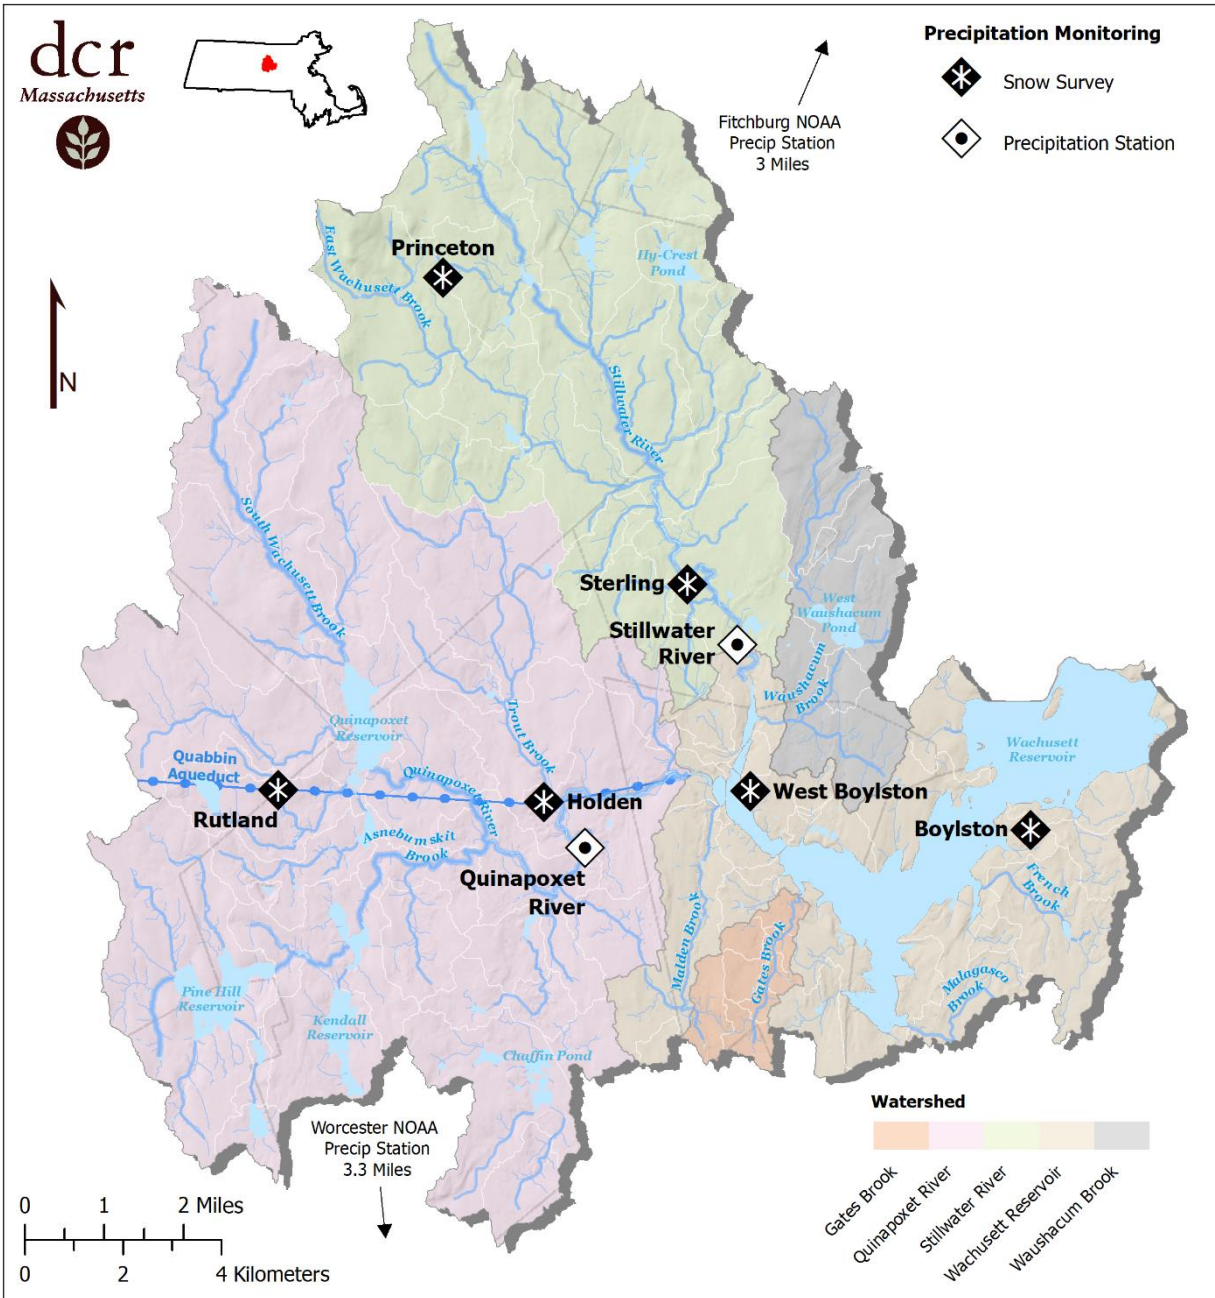 dcr
Massachusetts
Precipitation Monitoring
Snow Survey
Precipitation Station
Fitchburg NOAA
Precip Station
3 Miles
N
Princeton
East Wachusett Brook
Hy-Crest
Pond
Stillwater River
South Wachusett Brook
Sterling
Stillwater
River
West
Waushacum
Pond
Waushacum
Brook
Trout Brook
Quinapoxet
Reservoir
Quabbin
Aqueduct
Quinapoxet River
Wachusett
Reservoir
Rutland
Holden
West Boylston
Boylston
Asnebumskit
Brook
Quinapoxet
River
French
Brook
Malden Brook
Gates Brook
Malagasco
Brook
Pine Hill
Reservoir
Kendall
Reservoir
Chaffin Pond
Worcester NOAA
Precip Station
3.3 Miles
Watershed
Gates Brook
Quinapoxet River
Stillwater River
Wachusett Reservoir
Waushacum Brook
0 1 2 Miles
0 2 4 Kilometers